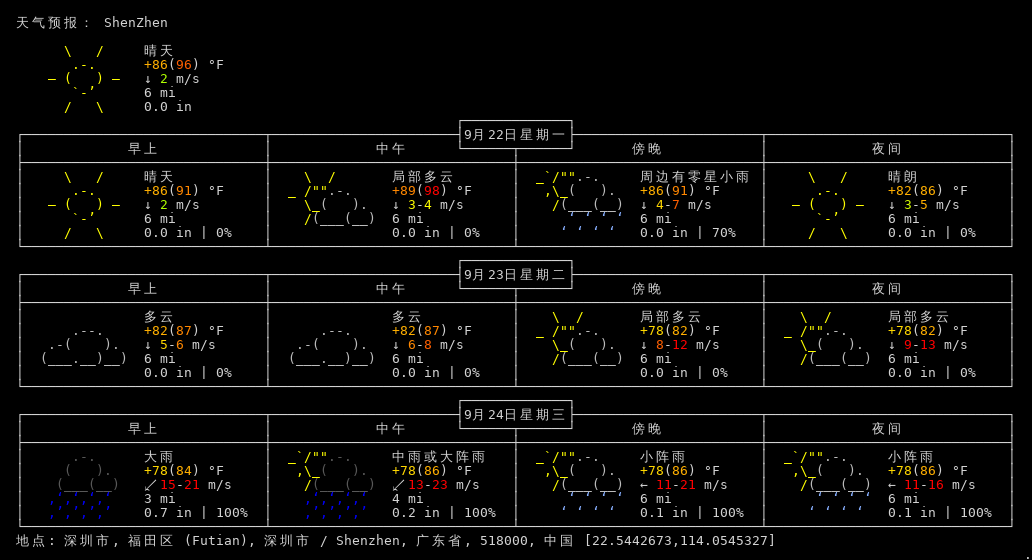 天气预报： ShenZhen
晴天
+86(96) °F
↓ 2 m/s
6 mi
0.0 in
9月22日星期一
早上 中午 傍晚 夜间
晴天 局部多云 周边有零星小雨 晴朗
+86(91) °F +89(98) °F +86(91) °F +82(86) °F
↓ 2 m/s ↓ 3-4 m/s ↓ 4-7 m/s ↓ 3-5 m/s
6 mi 6 mi 6 mi 6 mi
0.0 in | 0% 0.0 in | 0% 0.0 in | 70% 0.0 in | 0%
9月23日星期二
早上 中午 傍晚 夜间
多云 多云 局部多云 局部多云
+82(87) °F +82(87) °F +78(82) °F +78(82) °F
↓ 5-6 m/s ↓ 6-8 m/s ↓ 8-12 m/s ↓ 9-13 m/s
6 mi 6 mi 6 mi 6 mi
0.0 in | 0% 0.0 in | 0% 0.0 in | 0% 0.0 in | 0%
9月24日星期三
早上 中午 傍晚 夜间
大雨 中雨或大阵雨 小阵雨 小阵雨
+78(84) °F +78(86) °F +78(86) °F +78(86) °F
↙ 15-21 m/s ↙ 13-23 m/s ← 11-21 m/s ← 11-16 m/s
3 mi 4 mi 6 mi 6 mi
0.7 in | 100% 0.2 in | 100% 0.1 in | 100% 0.1 in | 100%
地点: 深圳市, 福田区 (Futian), 深圳市 / Shenzhen, 广东省, 518000, 中国 [22.5442673,114.0545327]